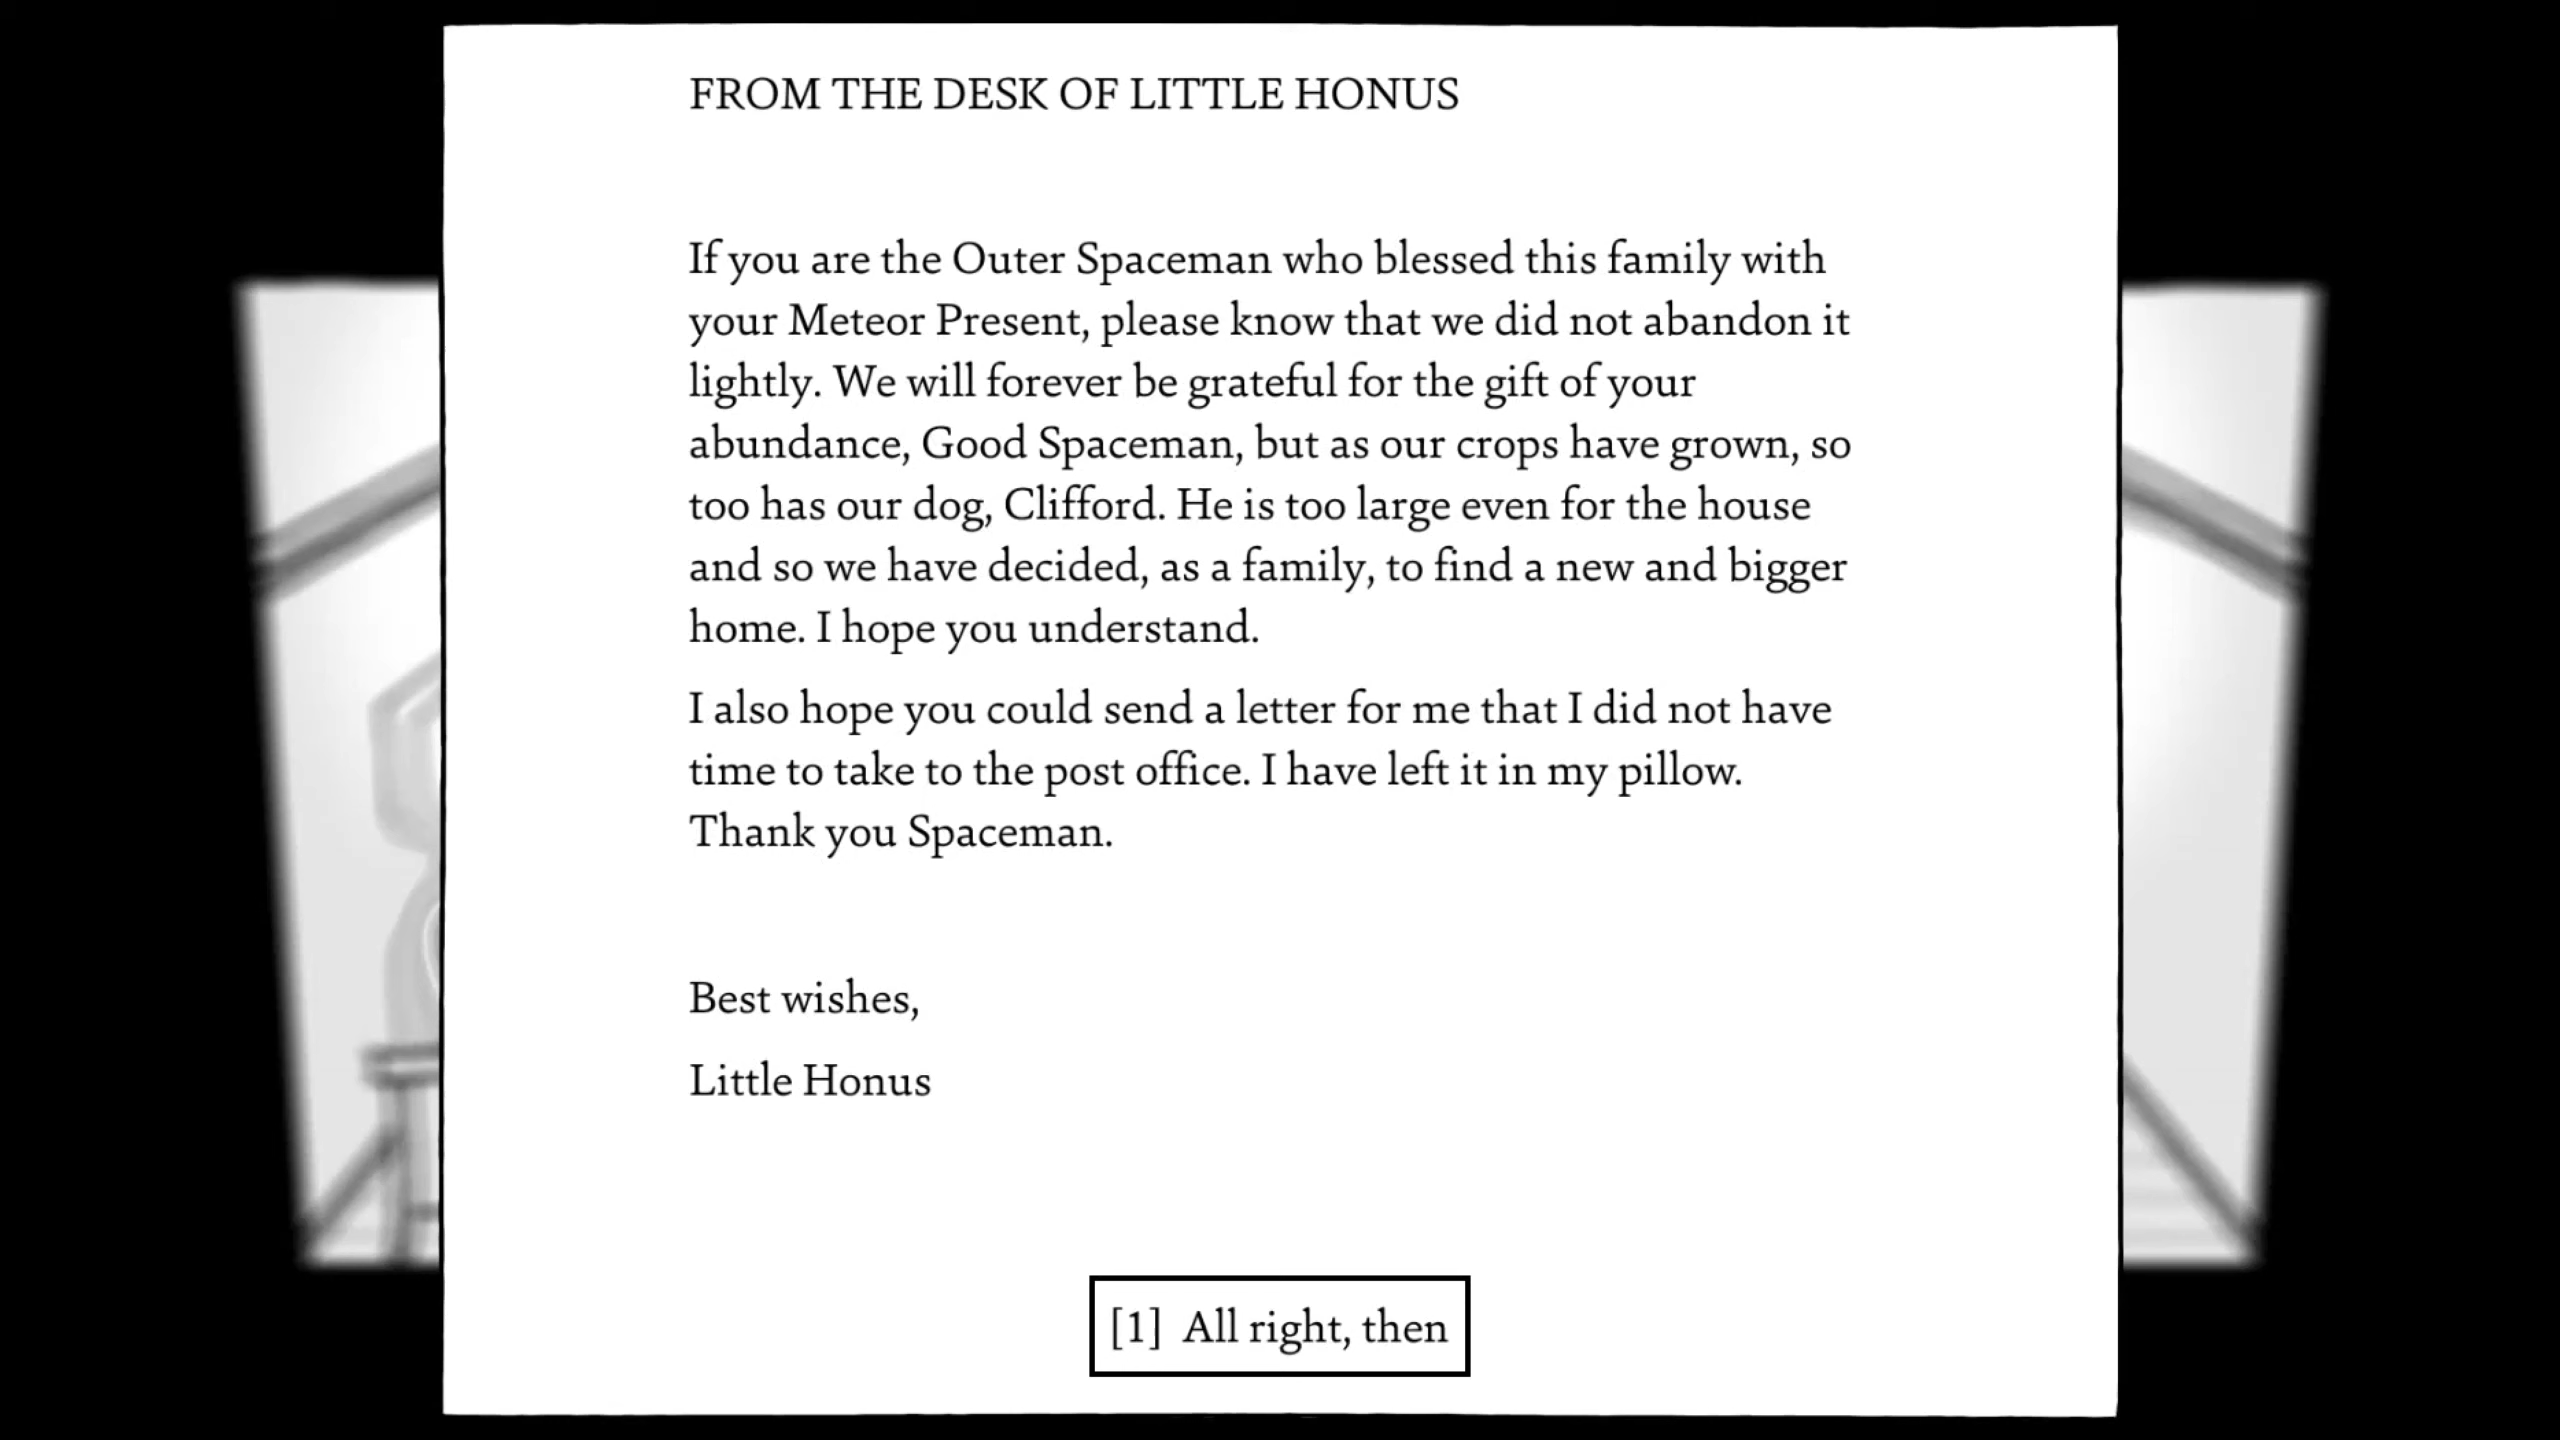 FROM THE DESK OF LITTLE HONUS
If you are the Outer Spaceman who blessed this family with
your Meteor Present, please know that we did not abandon it
lightly. We will forever be grateful for the gift of your
abundance, Good Spaceman, but as our crops have grown, so
too has our dog, Clifford. He is too large even for the house
and so we have decided, as a family, to find a new and bigger
home. I hope you understand.
I also hope you could send a letter for me that I did not have
time to take to the post office. I have left it in my pillow.
Thank you Spaceman.
Best wishes,
Little Honus
[1] All right, then